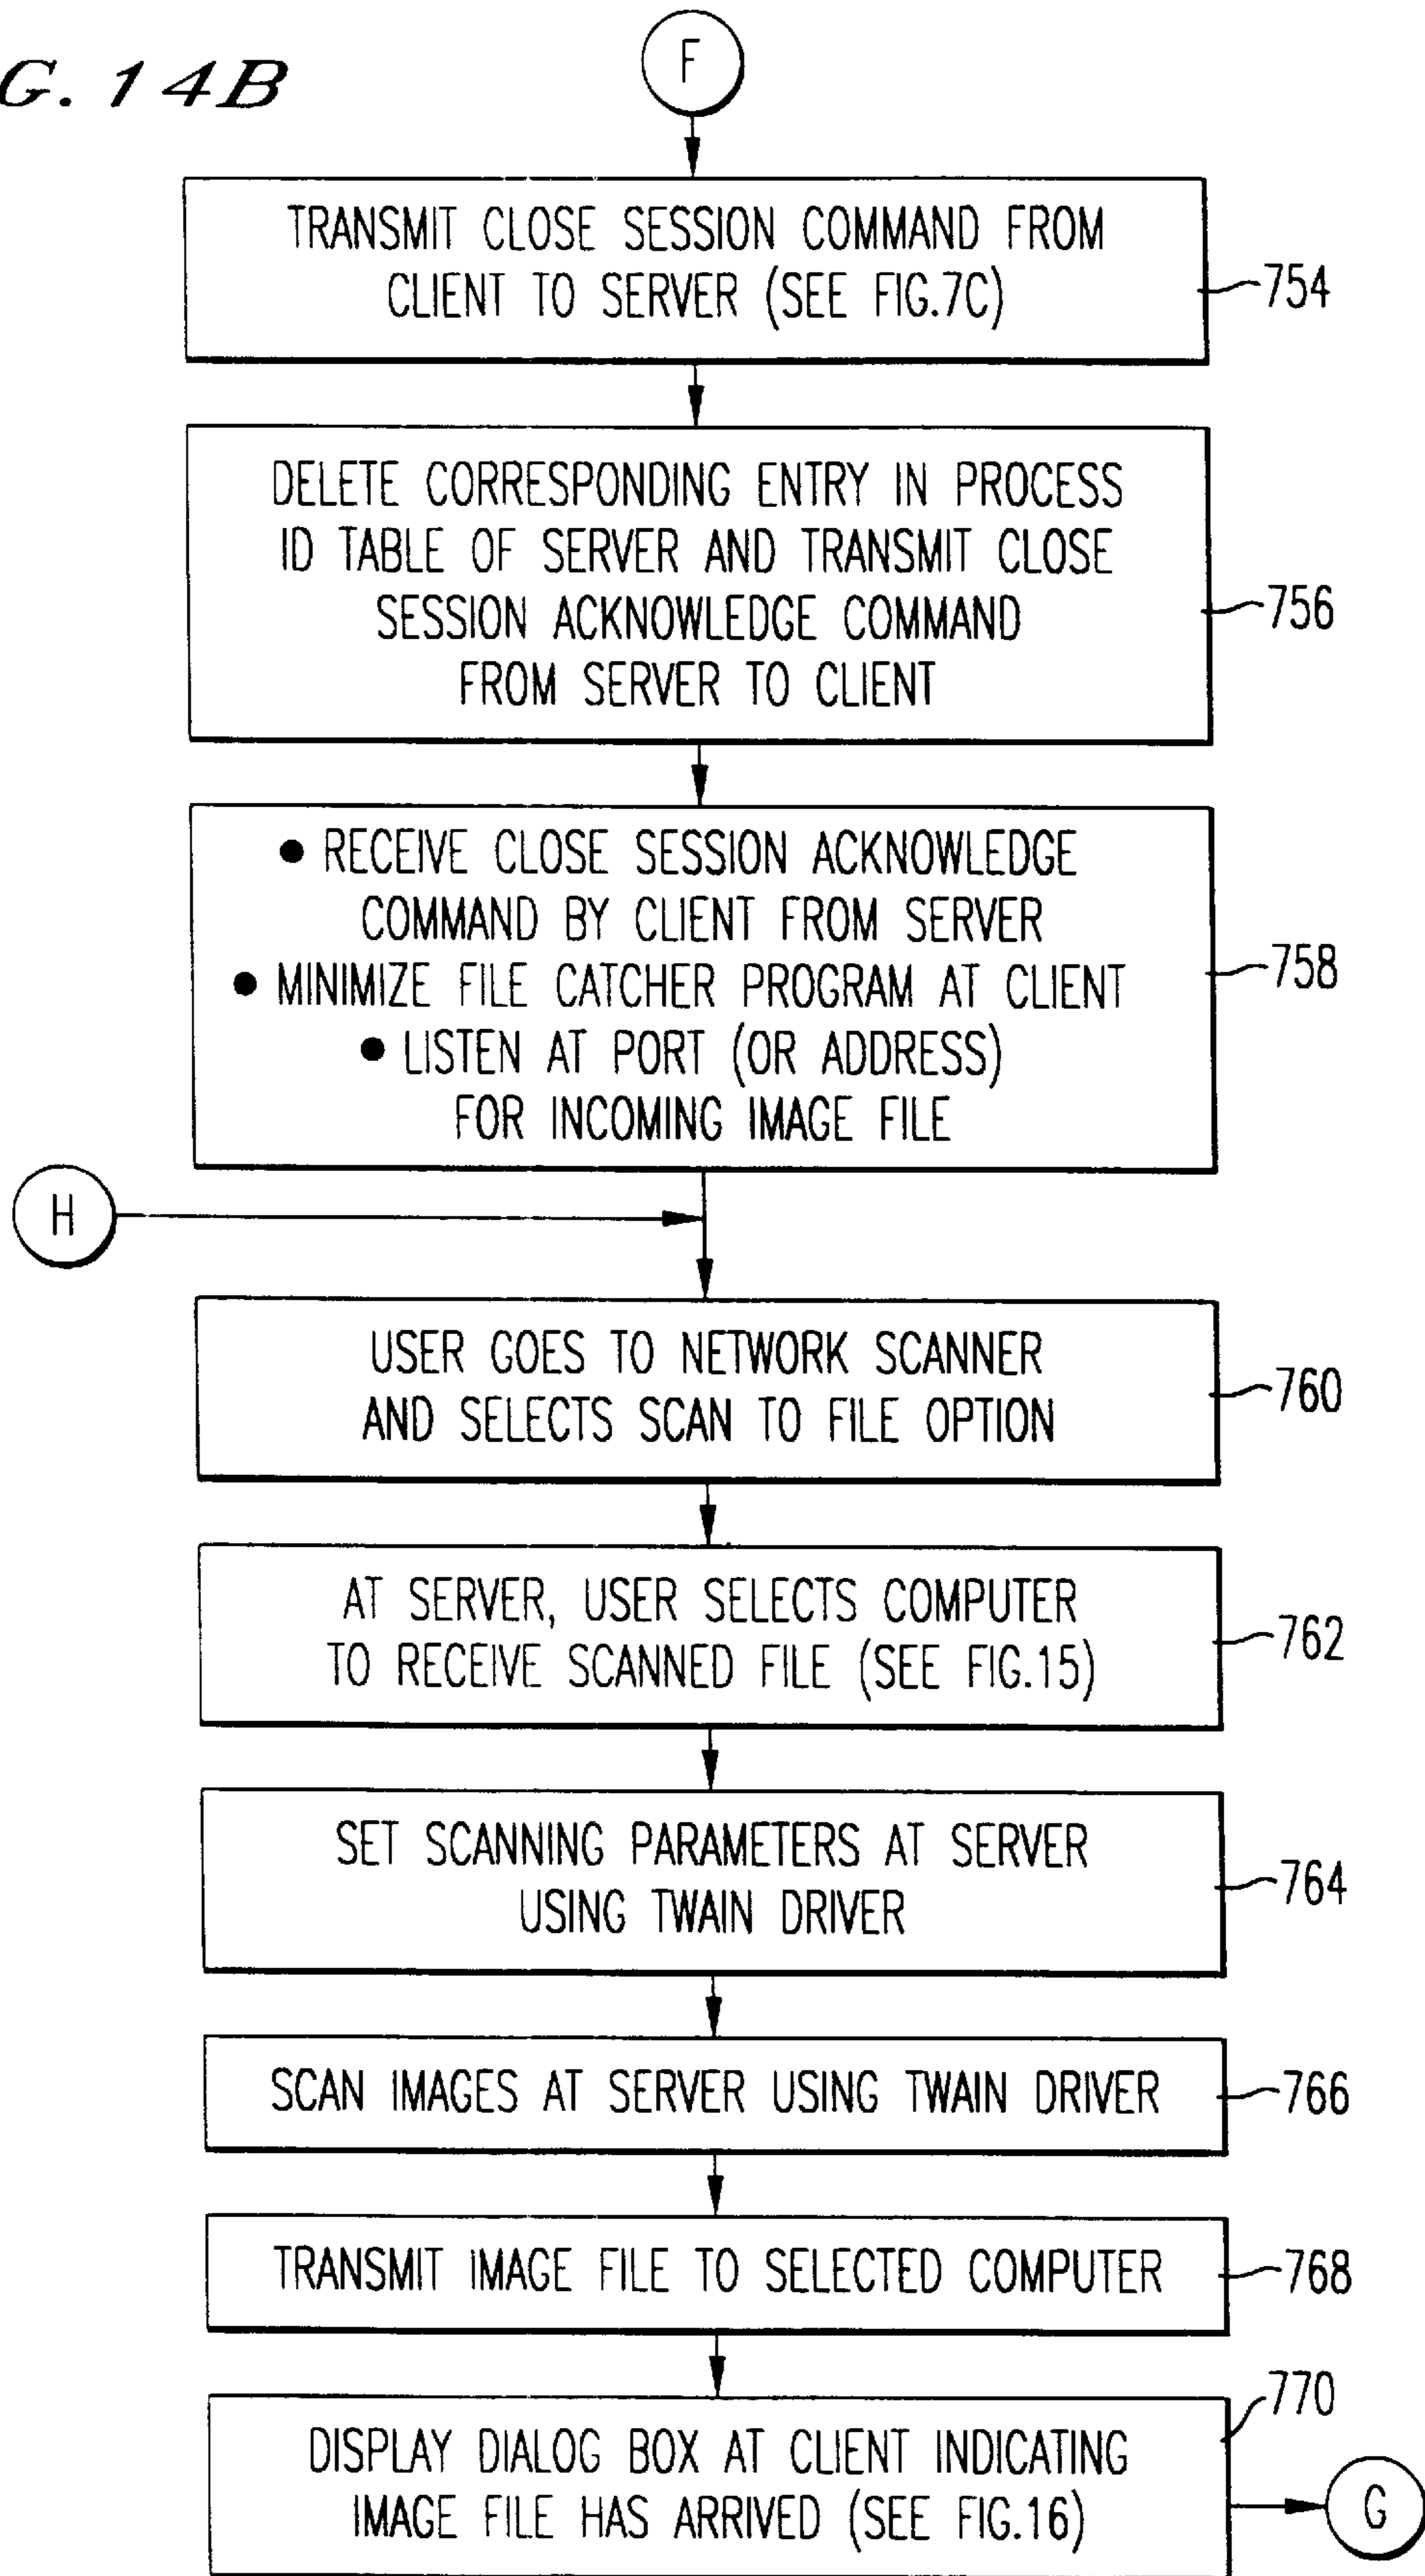 G. 14B
F
TRANSMIT CLOSE SESSION COMMAND FROM
CLIENT TO SERVER (SEE FIG.7C)
754
DELETE CORRESPONDING ENTRY IN PROCESS
ID TABLE OF SERVER AND TRANSMIT CLOSE
SESSION ACKNOWLEDGE COMMAND
FROM SERVER TO CLIENT
756
● RECEIVE CLOSE SESSION ACKNOWLEDGE
COMMAND BY CLIENT FROM SERVER
● MINIMIZE FILE CATCHER PROGRAM AT CLIENT
● LISTEN AT PORT (OR ADDRESS)
FOR INCOMING IMAGE FILE
758
H
USER GOES TO NETWORK SCANNER
AND SELECTS SCAN TO FILE OPTION
760
AT SERVER, USER SELECTS COMPUTER
TO RECEIVE SCANNED FILE (SEE FIG.15)
762
SET SCANNING PARAMETERS AT SERVER
USING TWAIN DRIVER
764
SCAN IMAGES AT SERVER USING TWAIN DRIVER
766
TRANSMIT IMAGE FILE TO SELECTED COMPUTER
768
DISPLAY DIALOG BOX AT CLIENT INDICATING
IMAGE FILE HAS ARRIVED (SEE FIG.16)
770
G